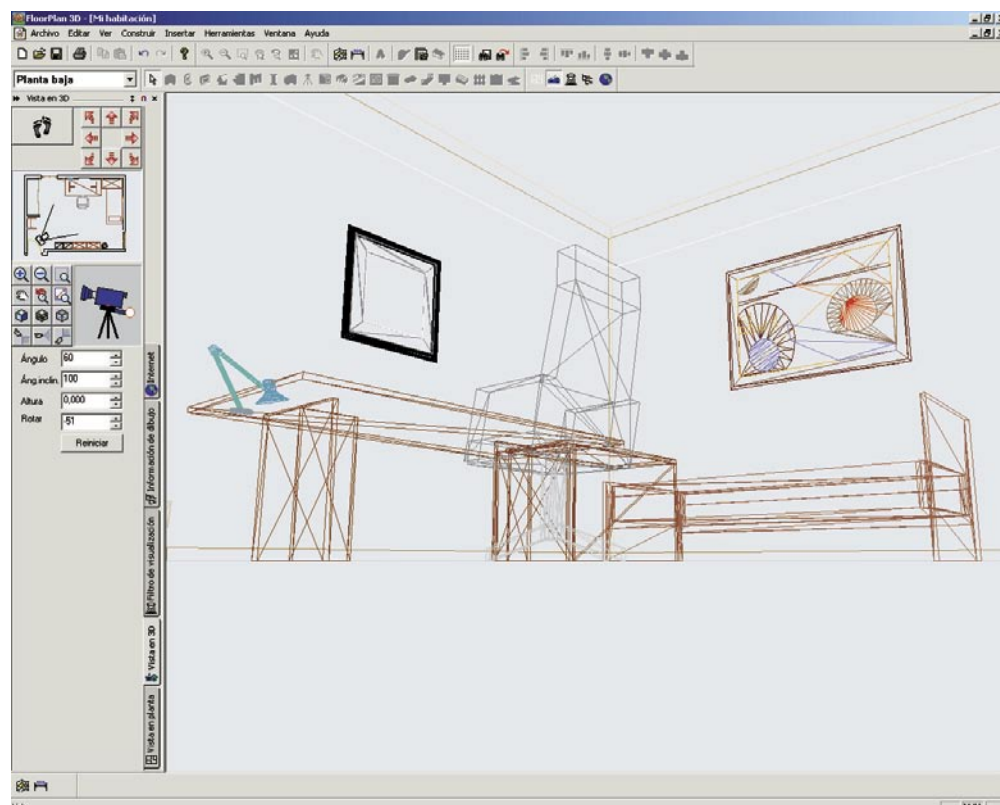 FloorPlan 3D - [Mi habitación]
Archivo Editar Ver Construir Insertar Herramientas Ventana Ayuda
Planta baja
Vista en 3D
Ángulo 60
Áng.inclin. 100
Altura 0,000
Rotar -51
Reiniciar
Internet
Información de dibujo
Filtro de visualización
Vista en 3D
Vista en planta